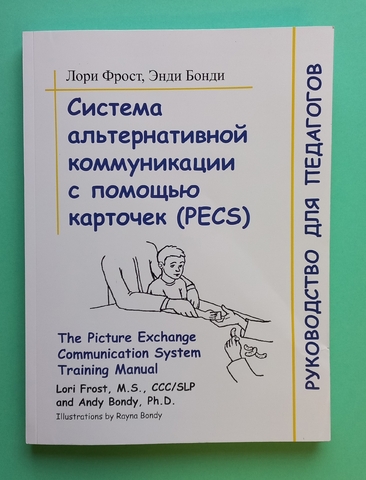 Лори Фрост, Энди Бонди
Система
альтернативной
коммуникации
с помощью
карточек (PECS)
The Picture Exchange
Communication System
Training Manual
Lori Frost, M.S., CCC/SLP
and Andy Bondy, Ph.D.
Illustrations by Rayna Bondy
РУКОВОДСТВО ДЛЯ ПЕДАГОГОВ